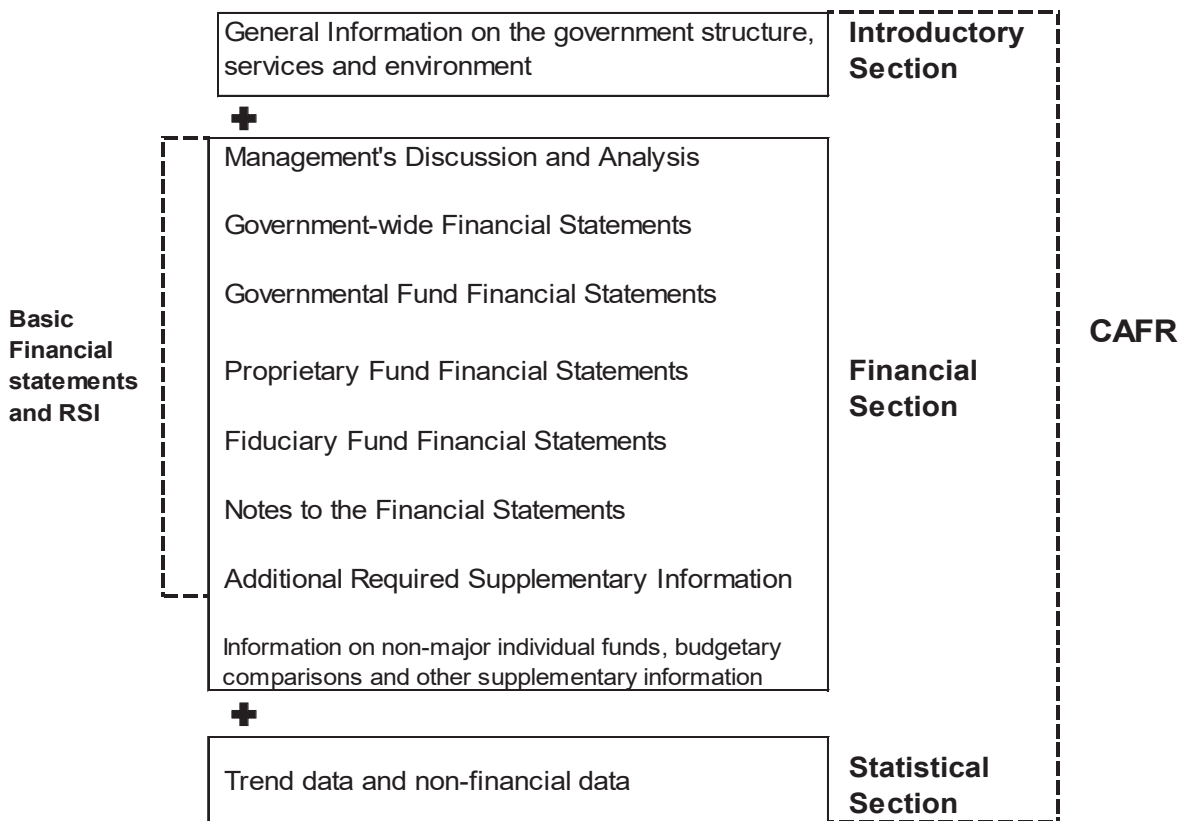 General Information on the government structure,
services and environment
Introductory
Section
Management's Discussion and Analysis
Government-wide Financial Statements
Governmental Fund Financial Statements
Basic
Financial
statements
and RSI
CAFR
Proprietary Fund Financial Statements
Financial
Section
Fiduciary Fund Financial Statements
Notes to the Financial Statements
Additional Required Supplementary Information
Information on non-major individual funds, budgetary
comparisons and other supplementary information
Trend data and non-financial data
Statistical
Section